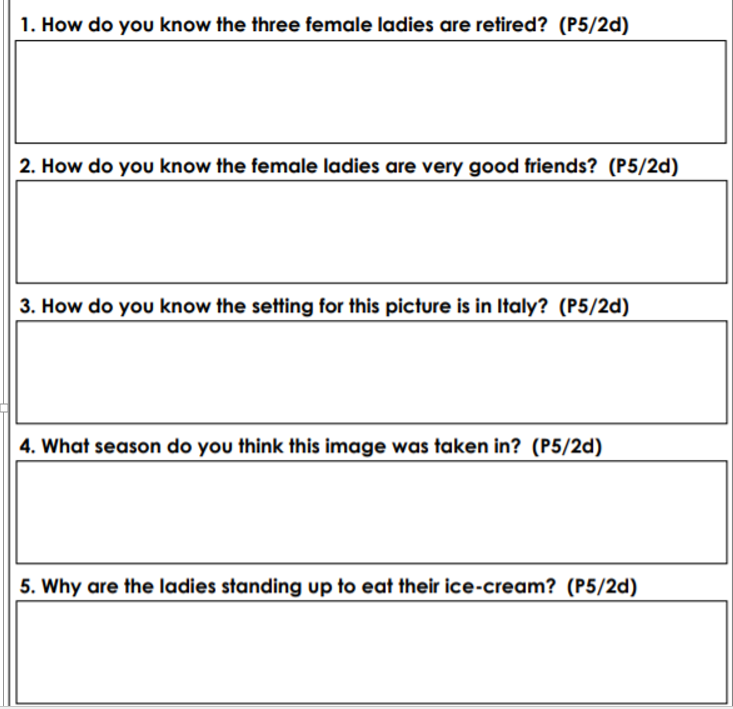 1. How do you know the three female ladies are retired? (P5/2d)
2. How do you know the female ladies are very good friends? (P5/2d)
3. How do you know the setting for this picture is in Italy? (P5/2d)
4. What season do you think this image was taken in? (P5/2d)
5. Why are the ladies standing up to eat their ice-cream? (P5/2d)